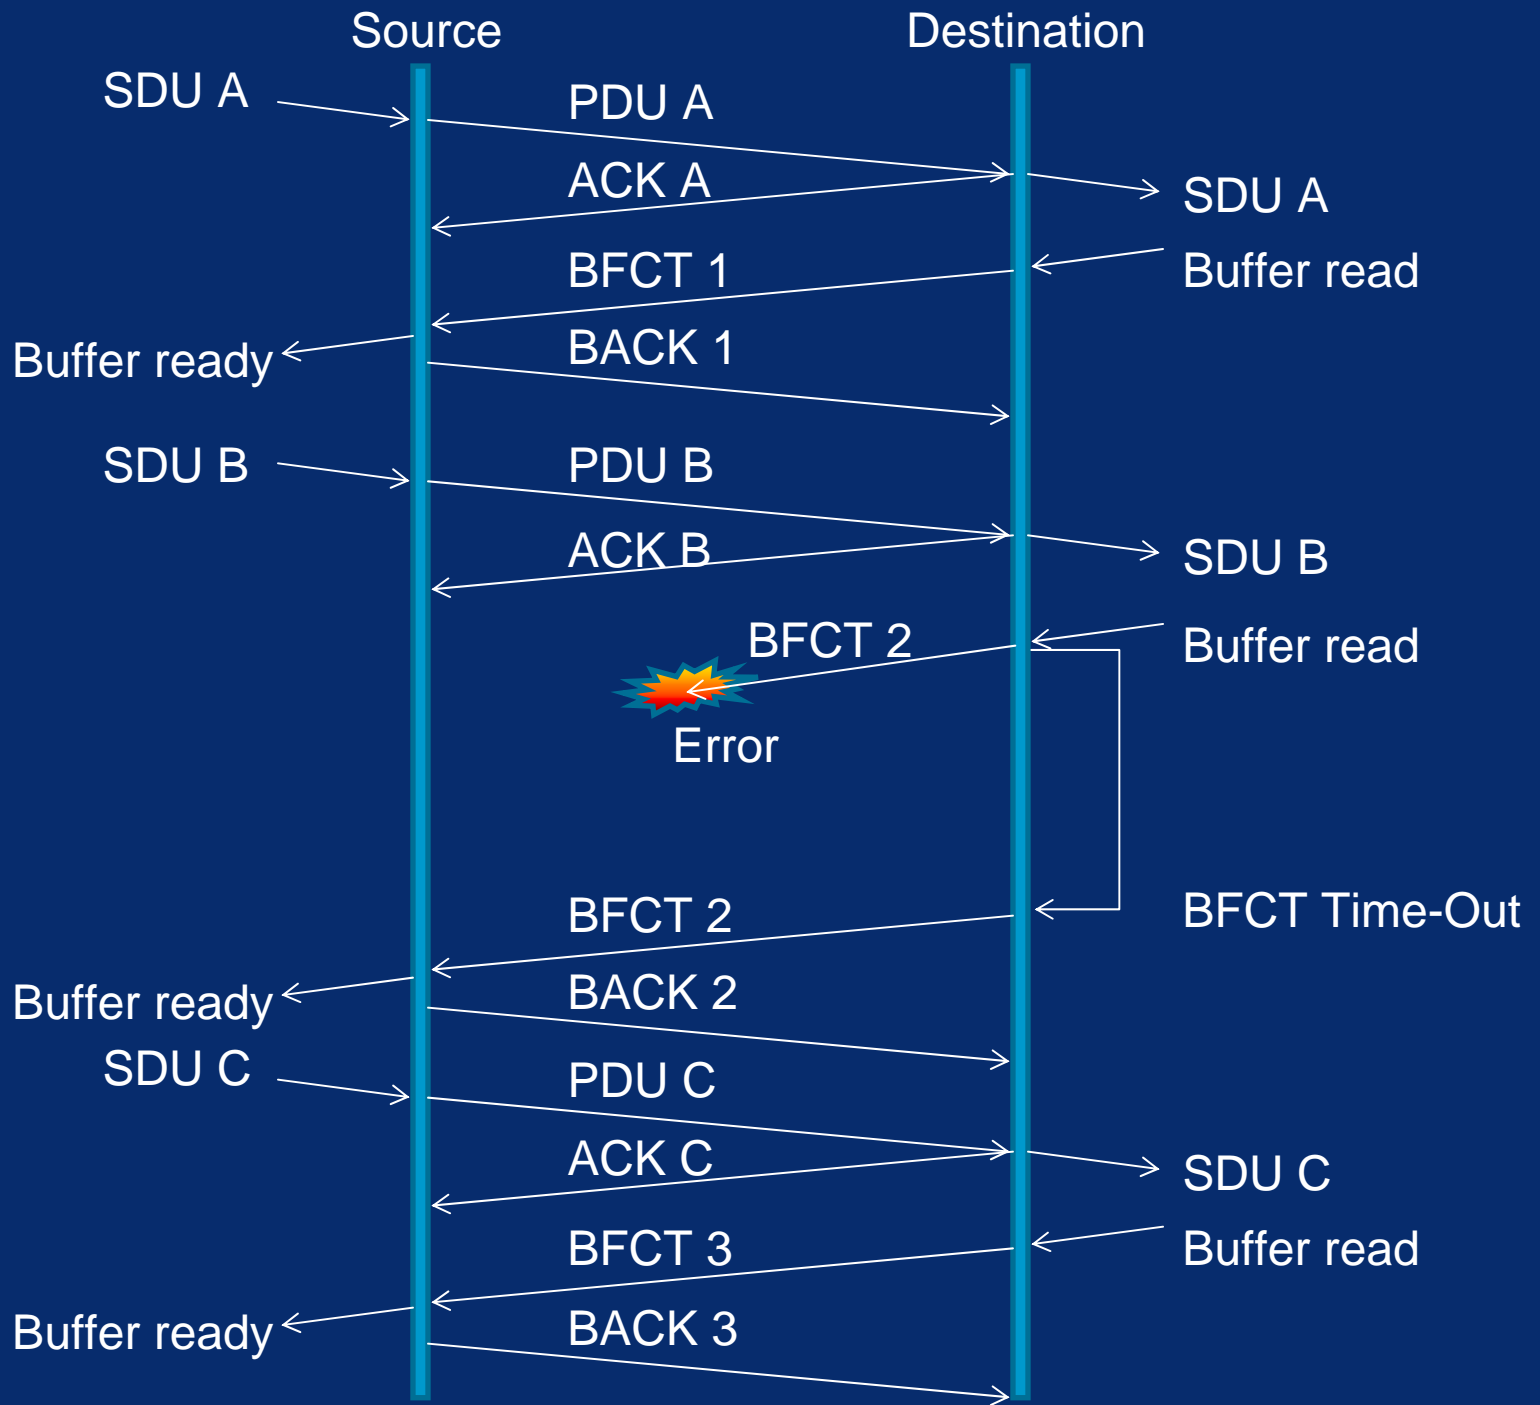 Source
Destination
SDU A
PDU A
ACK A
SDU A
BFCT 1
Buffer read
Buffer ready
BACK 1
SDU B
PDU B
ACK B
SDU B
BFCT 2
Buffer read
Error
BFCT 2
BFCT Time-Out
Buffer ready
BACK 2
SDU C
PDU C
ACK C
SDU C
BFCT 3
Buffer read
Buffer ready
BACK 3